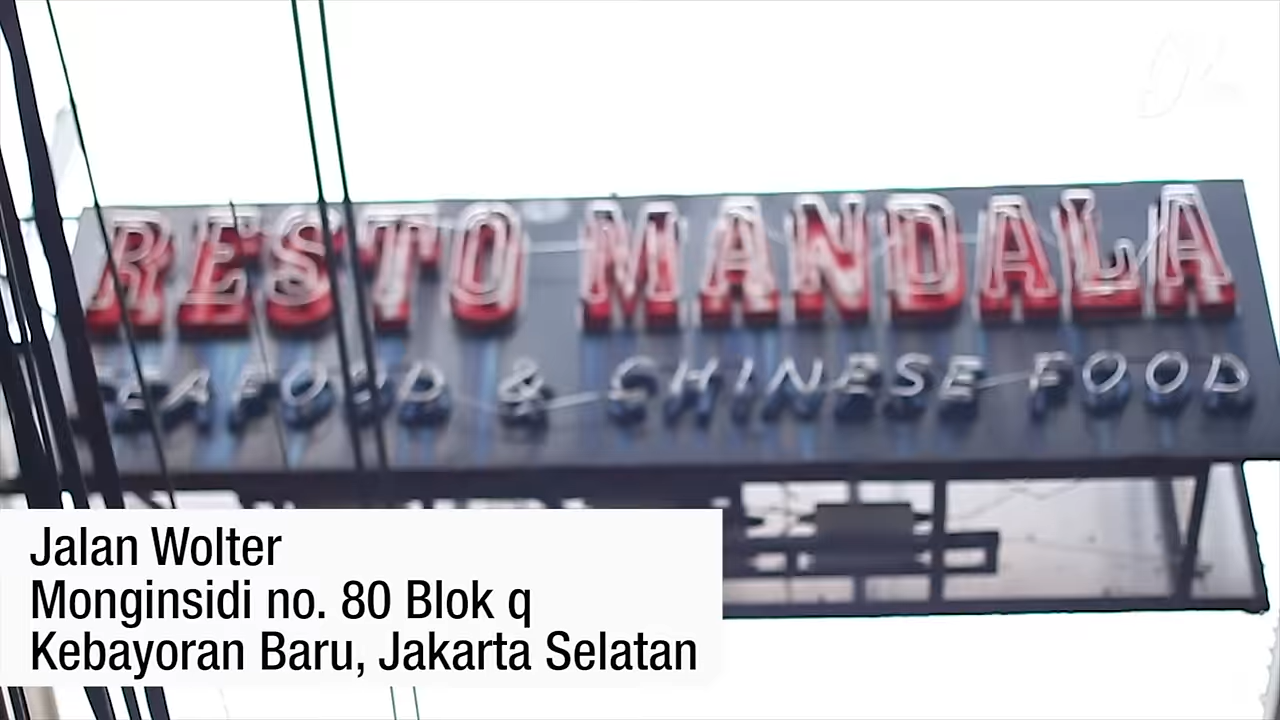 RESTO MANDALA
SEAFOOD & CHINESE FOOD
Jalan Wolter
Monginsidi no. 80 Blok q
Kebayoran Baru, Jakarta Selatan